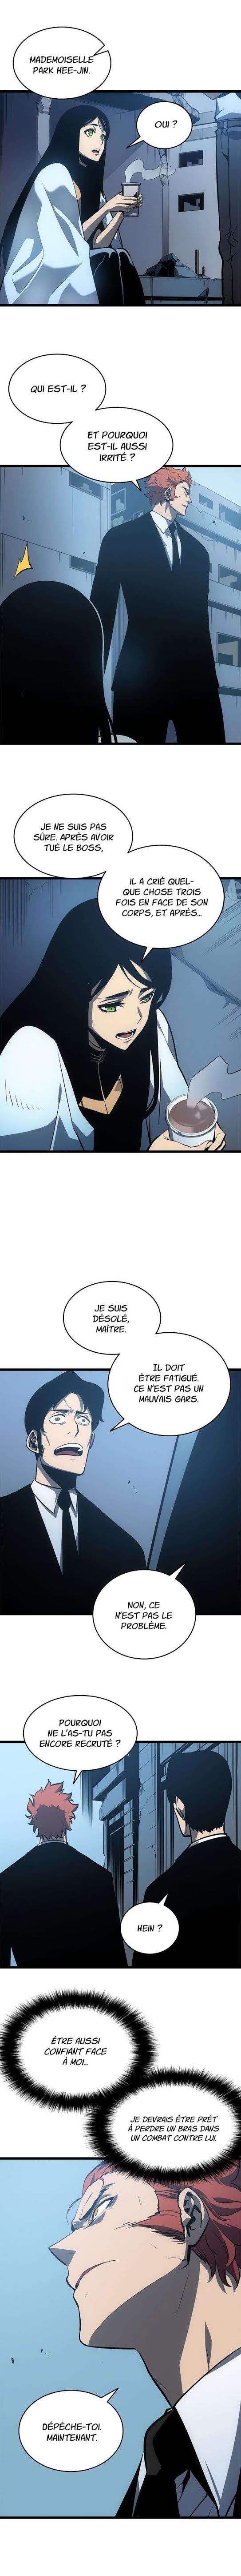 MADEMOISELLE
PARK HEE-JIN.
OUI ?
QUI EST-IL ?
ET POURQUOI
EST-IL AUSSI
IRRITÉ ?
JE NE SUIS PAS
SÛRE. APRÈS AVOIR
TUÉ LE BOSS,
IL A CRIÉ QUEL-
QUE CHOSE TROIS
FOIS EN FACE DE SON
CORPS, ET APRÈS...
JE SUIS
DÉSOLÉ,
MAÎTRE.
IL DOIT
ÊTRE FATIGUÉ.
CE N'EST PAS UN
MAUVAIS GARS.
NON, CE
N'EST PAS LE
PROBLÈME.
POURQUOI
NE L'AS-TU PAS
ENCORE RECRUTÉ ?
HEIN ?
ÊTRE AUSSI
CONFIANT FACE
À MOI...
JE DEVRAIS ÊTRE PRÊT
À PERDRE UN BRAS DANS
UN COMBAT CONTRE LUI.
DÉPÊCHE-TOI.
MAINTENANT.